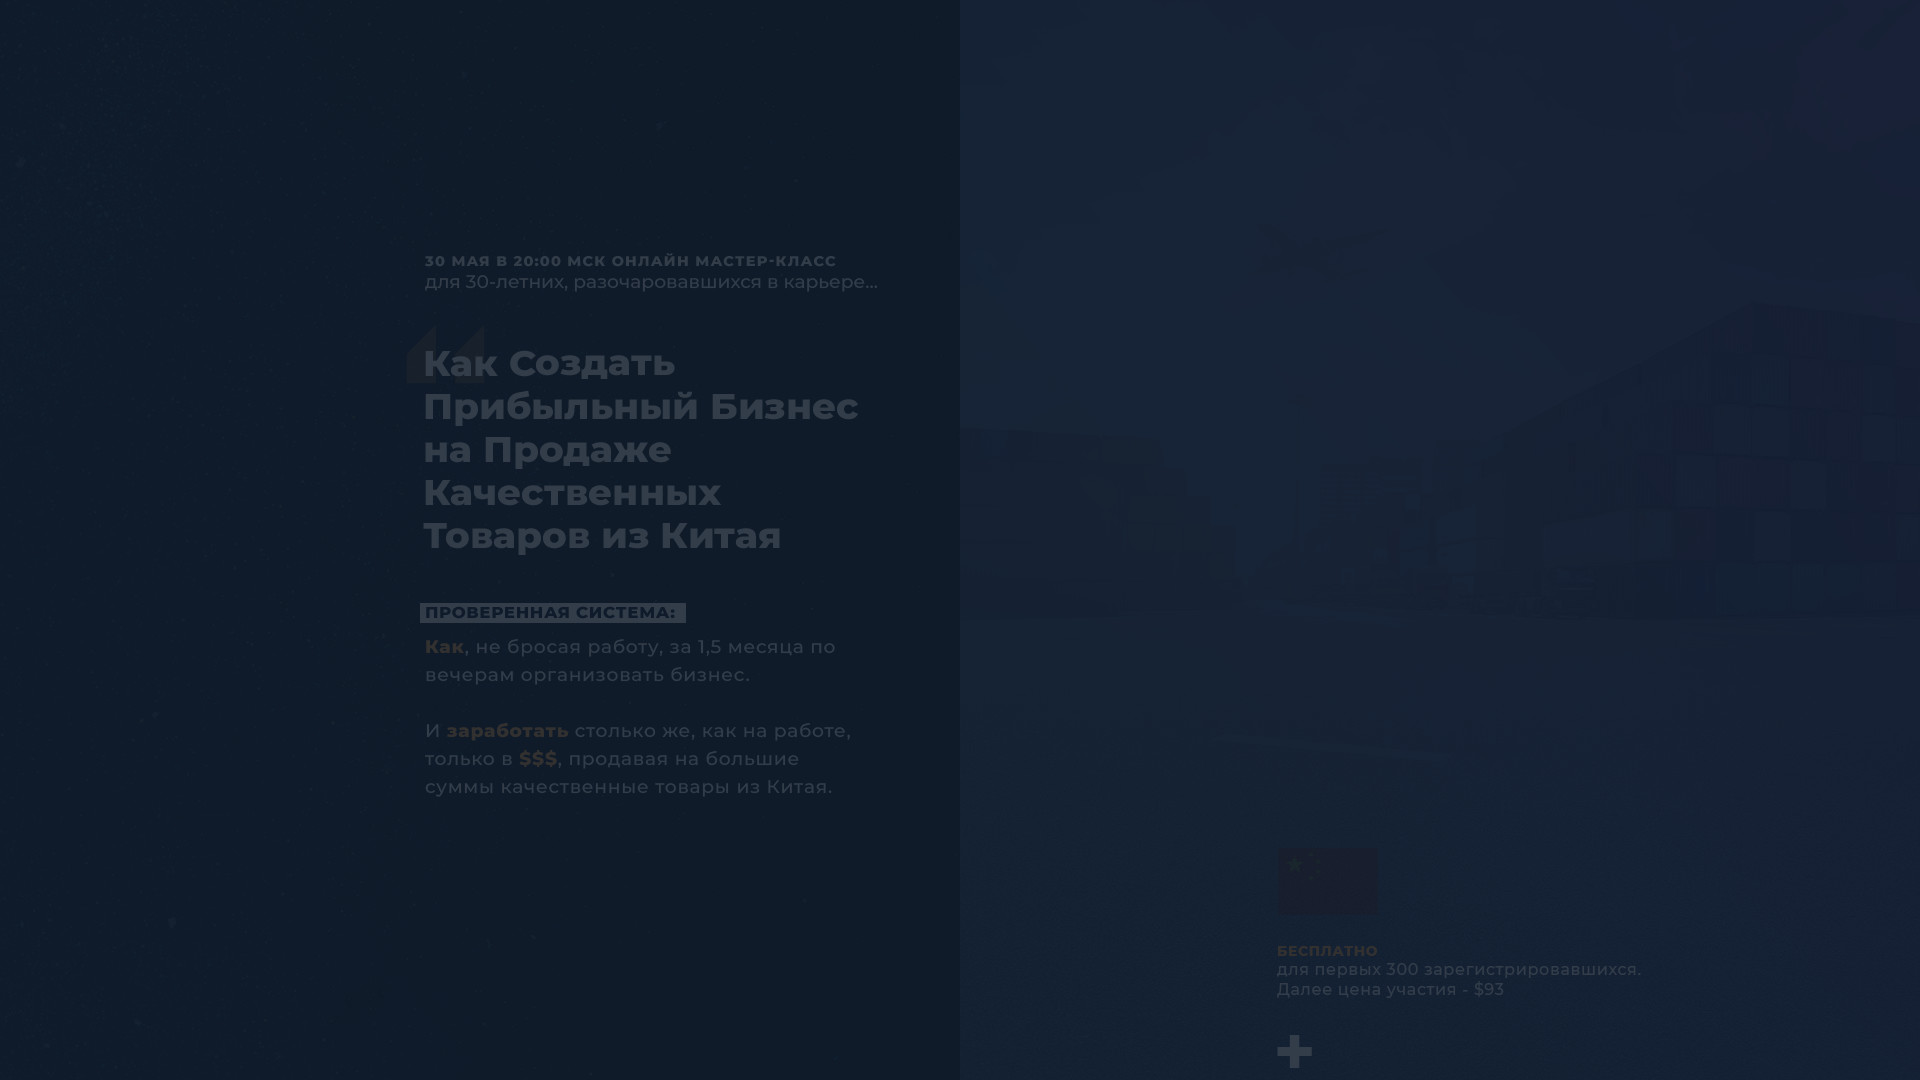 30 МАЯ В 20:00 МСК ОНЛАЙН МАСТЕР-КЛАСС
для 30-летних, разочаровавшихся в карьере...
Как Создать
Прибыльный Бизнес
на Продаже
Качественных
Товаров из Китая
ПРОВЕРЕННАЯ СИСТЕМА:
Как, не бросая работу, за 1,5 месяца по
вечерам организовать бизнес.
И заработать столько же, как на работе,
только в $$$, продавая на большие
суммы качественные товары из Китая.
БЕСПЛАТНО
для первых 300 зарегистрировавшихся.
Далее цена участия - $93
+